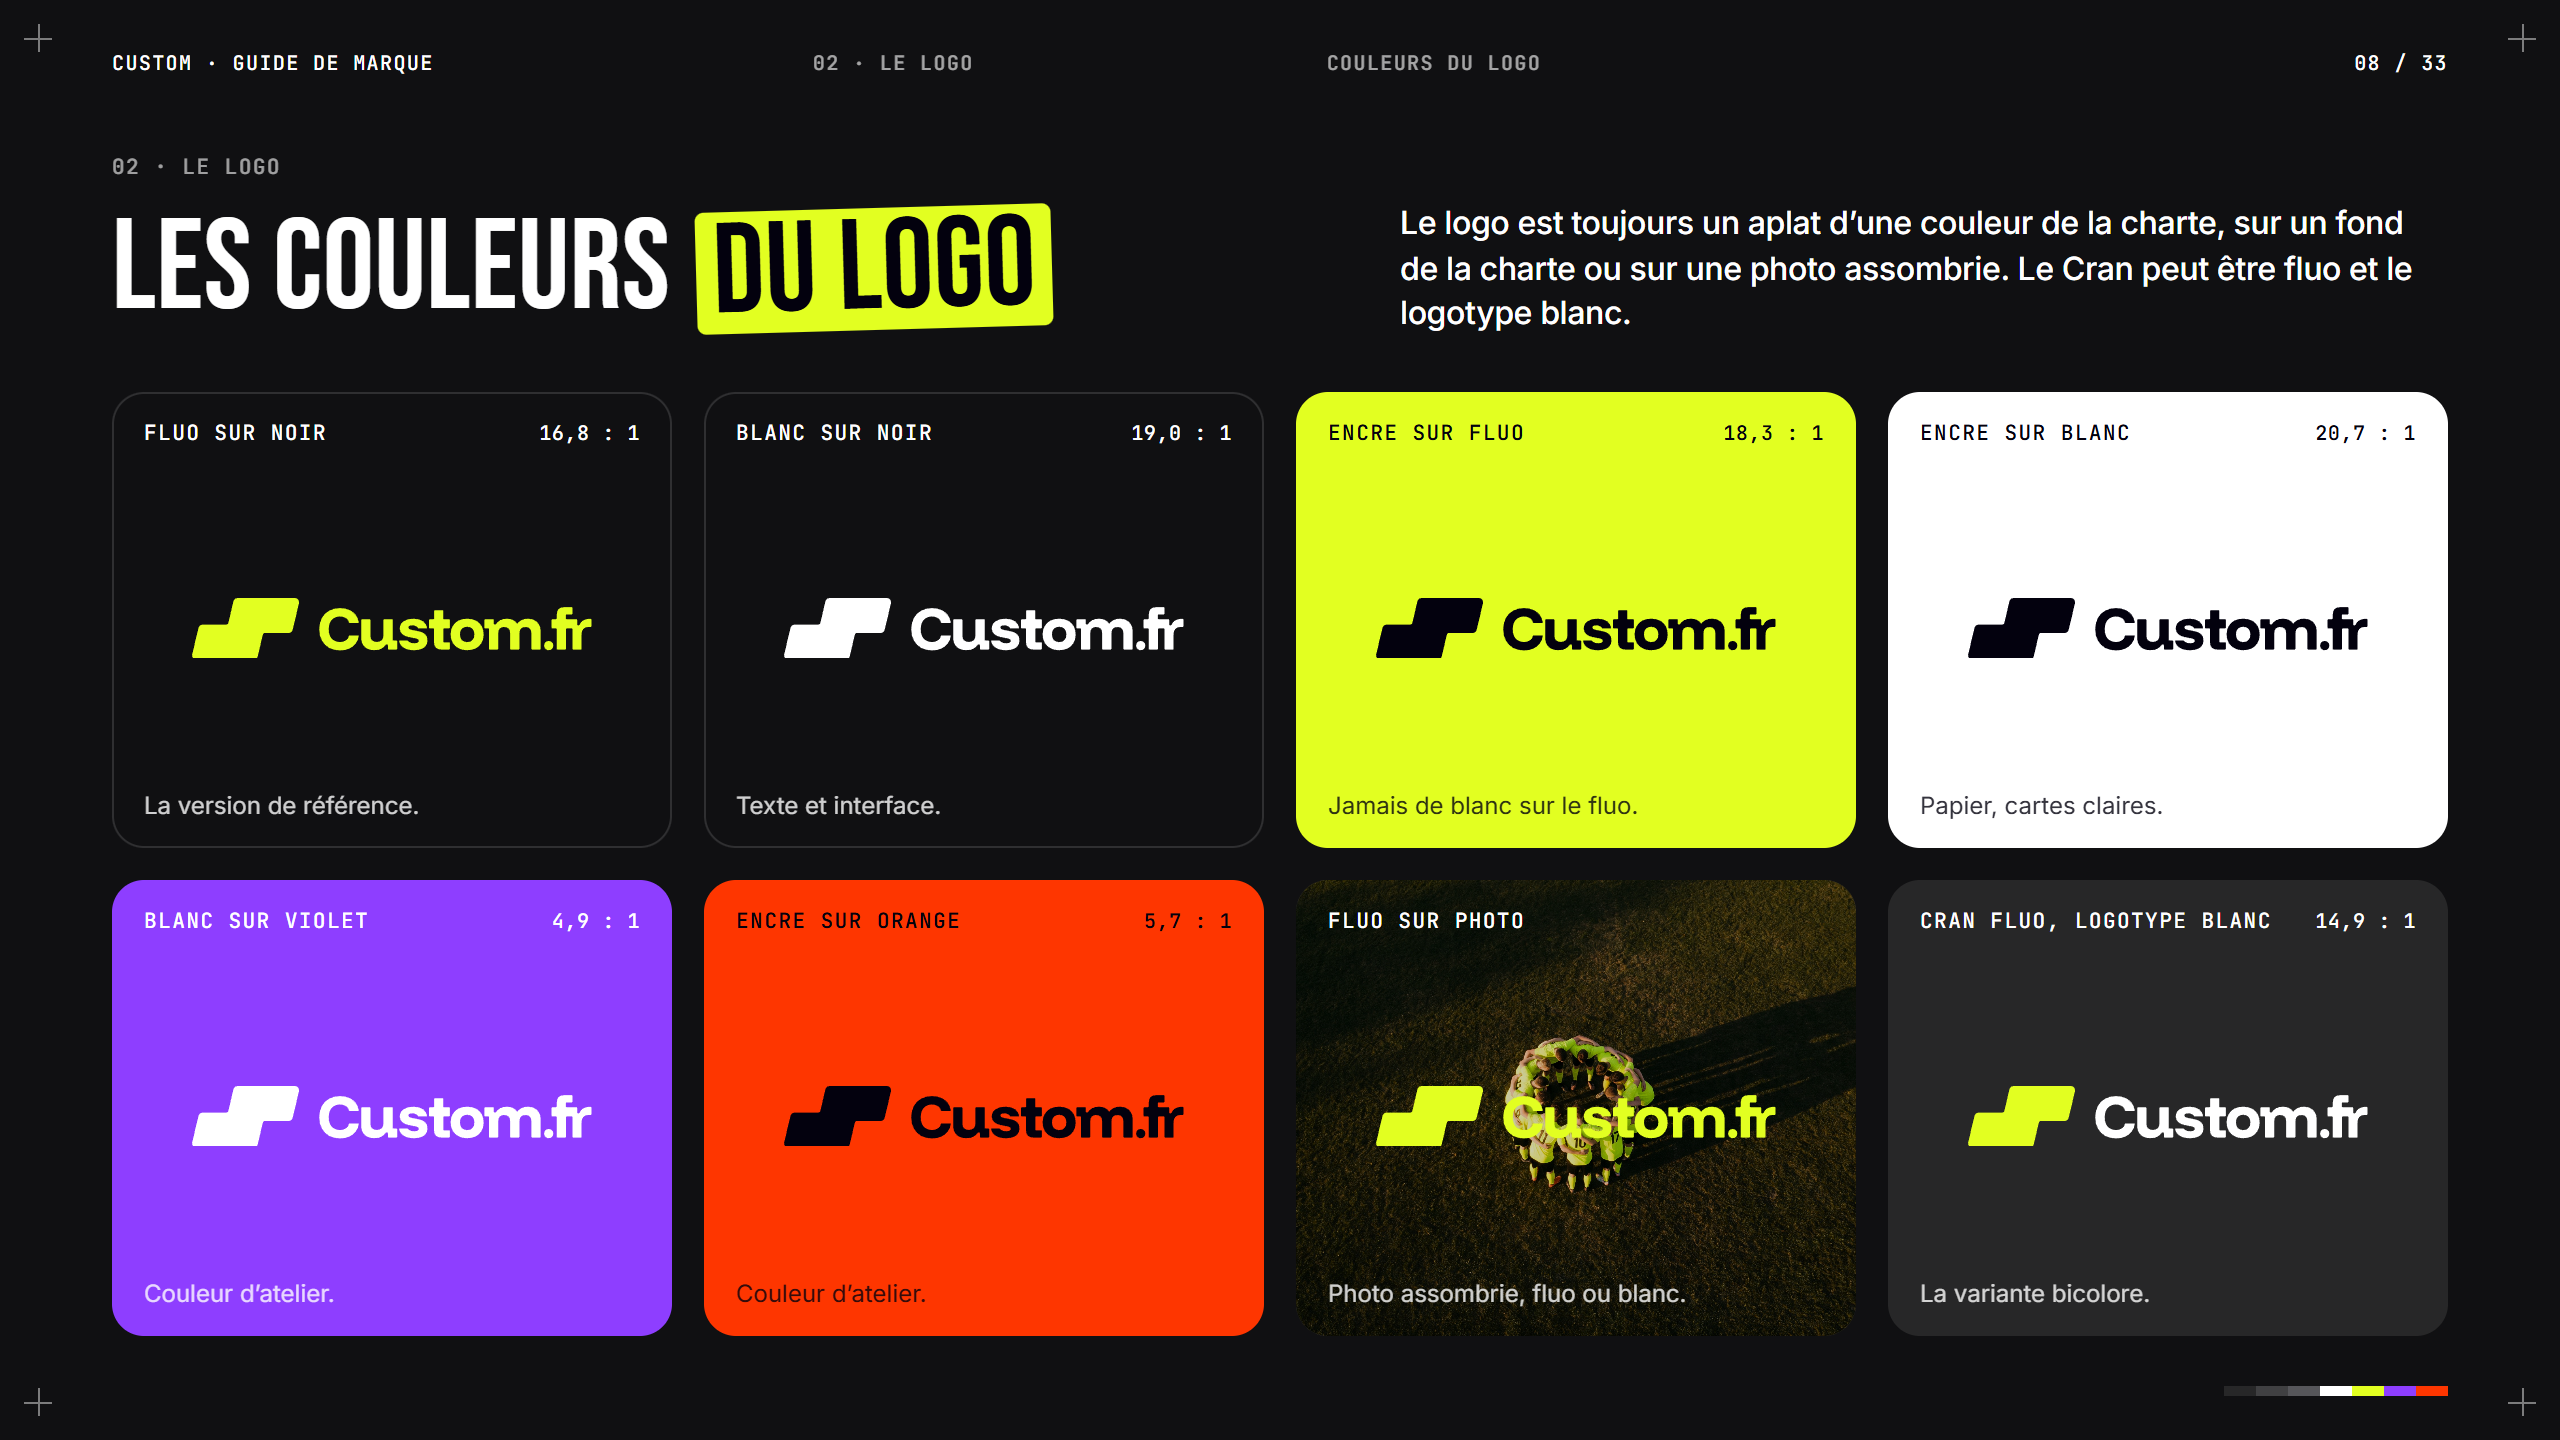 CUSTOM · GUIDE DE MARQUE
02 · LE LOGO
COULEURS DU LOGO
08 / 33
02 · LE LOGO
LES COULEURS DU LOGO
Le logo est toujours un aplat d’une couleur de la charte, sur un fond
de la charte ou sur une photo assombrie. Le Cran peut être fluo et le
logotype blanc.
FLUO SUR NOIR 16,8 : 1
Custom.fr
La version de référence.
BLANC SUR NOIR 19,0 : 1
Custom.fr
Texte et interface.
ENCRE SUR FLUO 18,3 : 1
Custom.fr
Jamais de blanc sur le fluo.
ENCRE SUR BLANC 20,7 : 1
Custom.fr
Papier, cartes claires.
BLANC SUR VIOLET 4,9 : 1
Custom.fr
Couleur d’atelier.
ENCRE SUR ORANGE 5,7 : 1
Custom.fr
Couleur d’atelier.
FLUO SUR PHOTO
Custom.fr
Photo assombrie, fluo ou blanc.
CRAN FLUO, LOGOTYPE BLANC 14,9 : 1
Custom.fr
La variante bicolore.